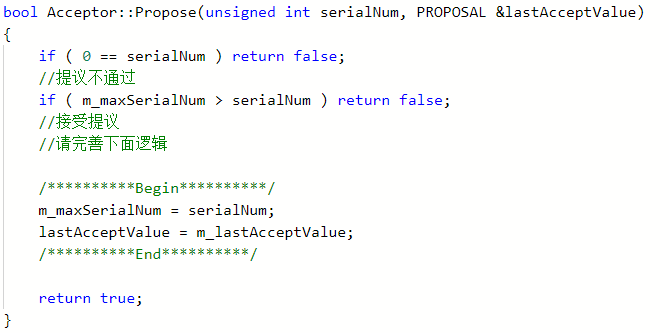 bool Acceptor::Propose(unsigned int serialNum, PROPOSAL &lastAcceptValue)
{
    if ( 0 == serialNum ) return false;
    //提议不通过
    if ( m_maxSerialNum > serialNum ) return false;
    //接受提议
    //请完善下面逻辑
    /**********Begin**********/
    m_maxSerialNum = serialNum;
    lastAcceptValue = m_lastAcceptValue;
    /**********End**********/
    return true;
}